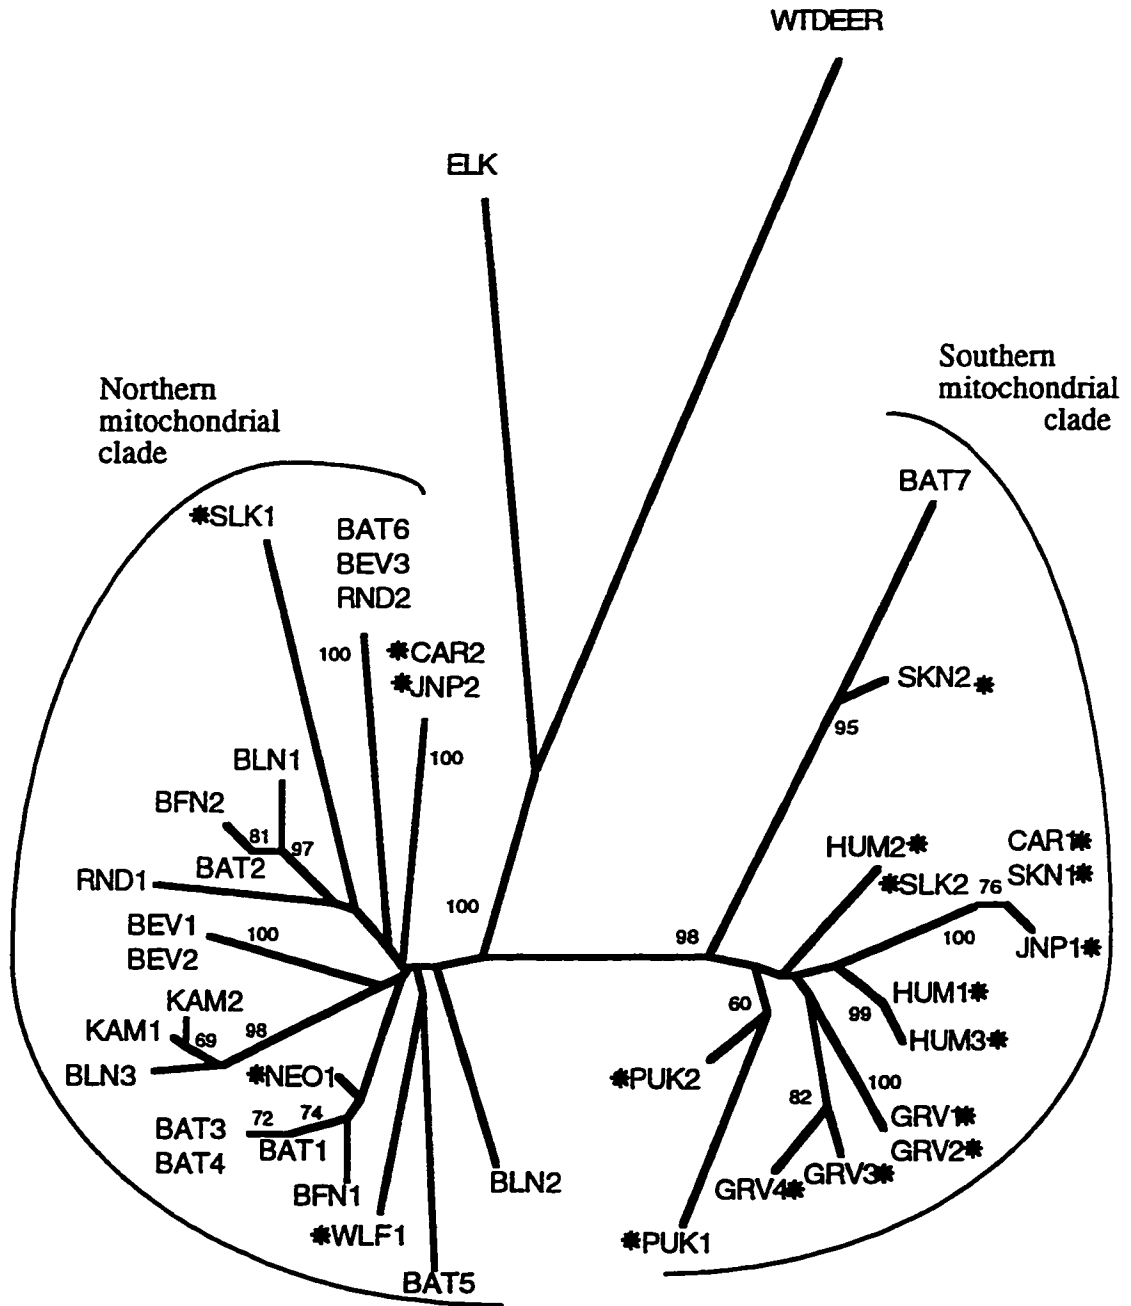 WTDEER
ELK
Southern
mitochondrial
clade
Northern
mitochondrial
clade
BAT7
*SLK1
BAT6
BEV3
RND2
100
*CAR2
*JNP2
SKN2*
95
100
BLN1
BFN2
81
97
BAT2
RND1
HUM2*
CAR1*
*SLK2
76
SKN1*
100
BEV1
100
BEV2
98
100
JNP1*
KAM2
KAM1
69
98
BLN3
HUM1*
99
HUM3*
60
*NEO1
*PUK2
100
82
GRV1*
GRV2*
BAT3
72
74
BAT4
BAT1
BFN1
BLN2
GRV4*
GRV3*
*WLF1
*PUK1
BAT5